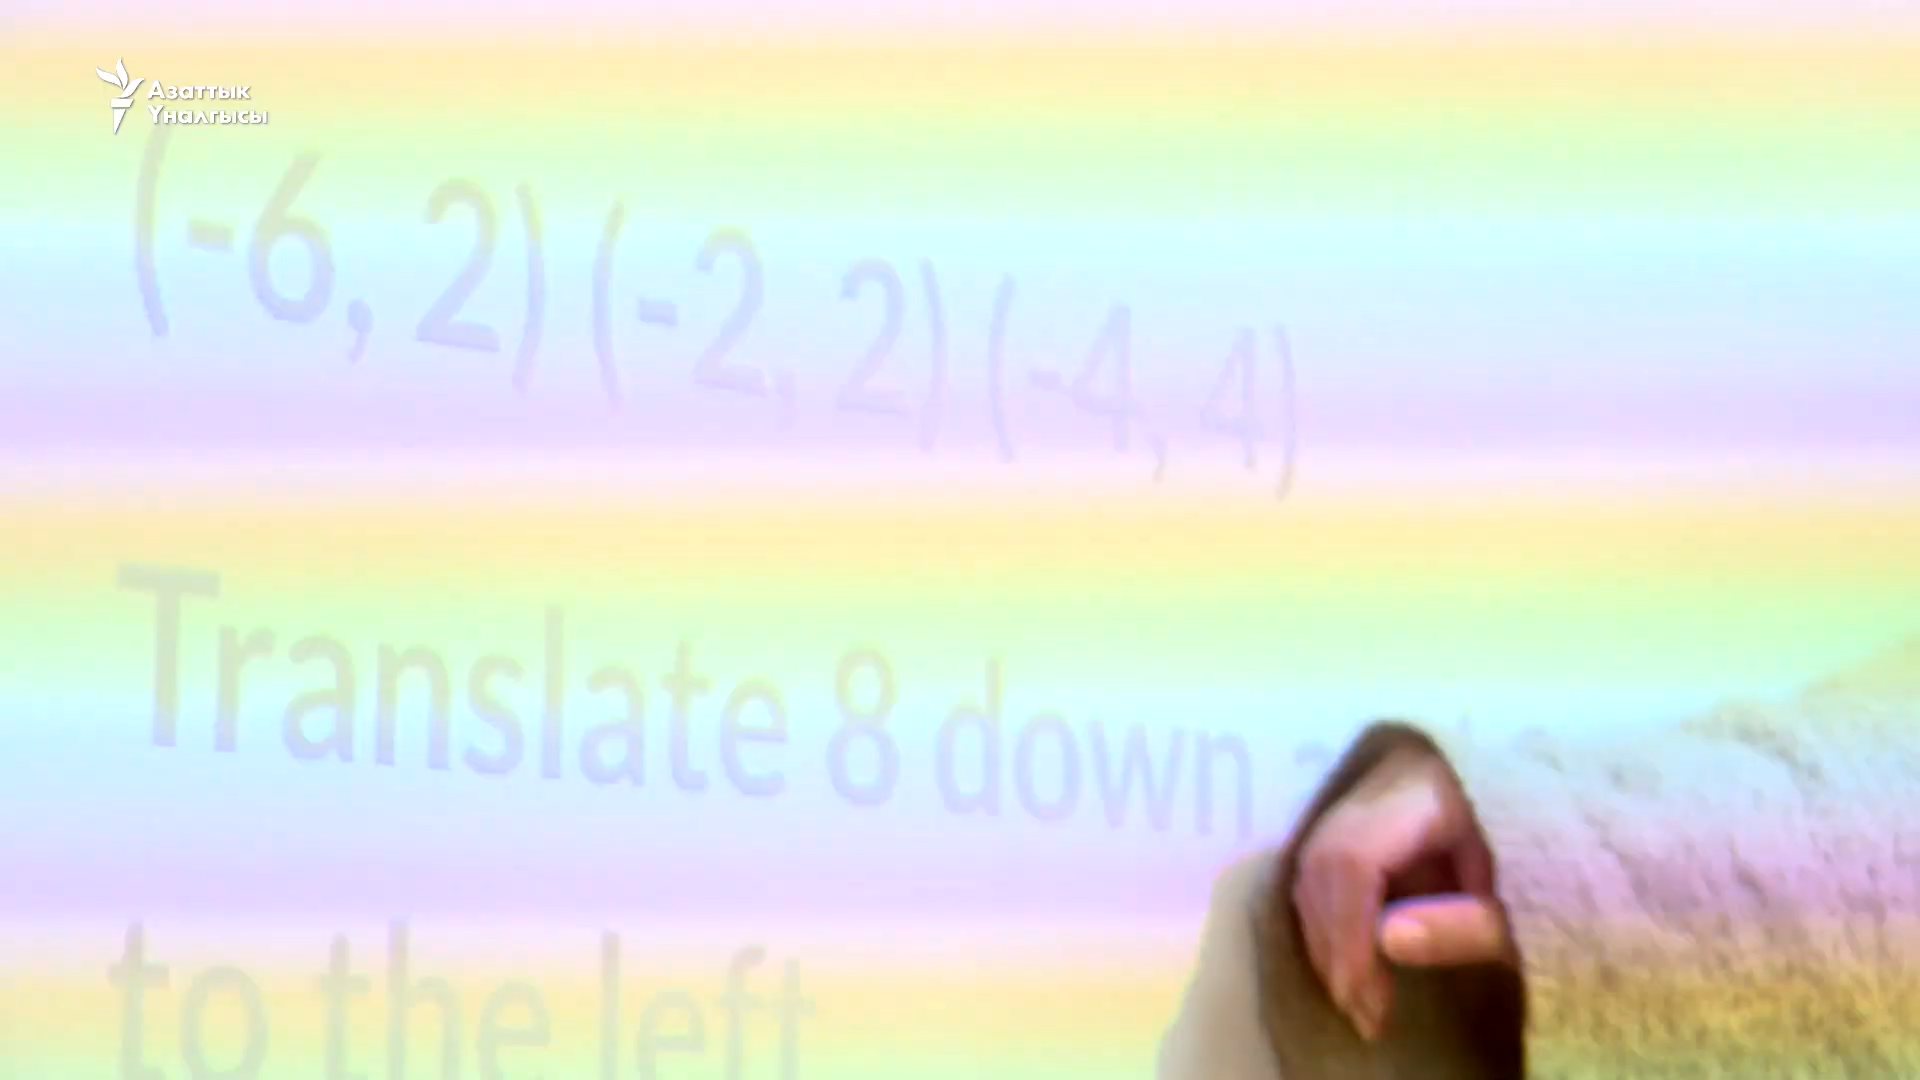 Азаттык
Үналгысы
(-6, 2) (-2, 2) (-4, 4)
Translate 8 down
to the left